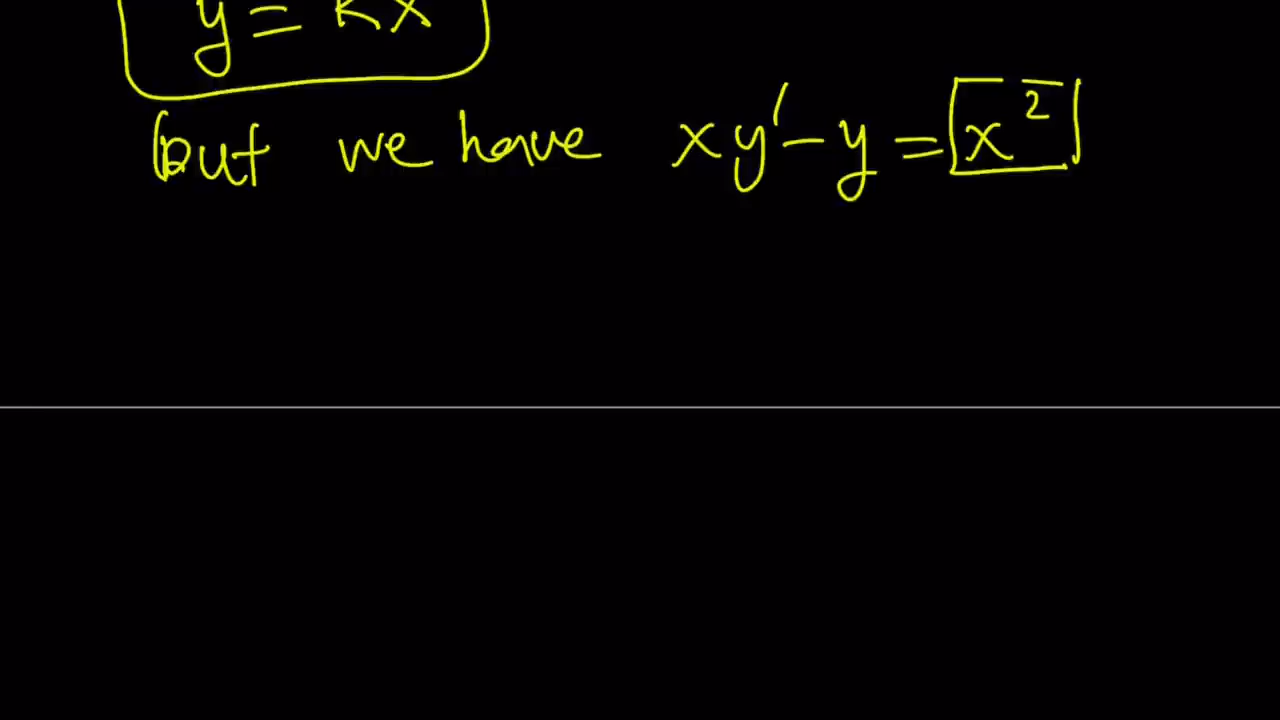 y = kx
but we have xy' - y = x²